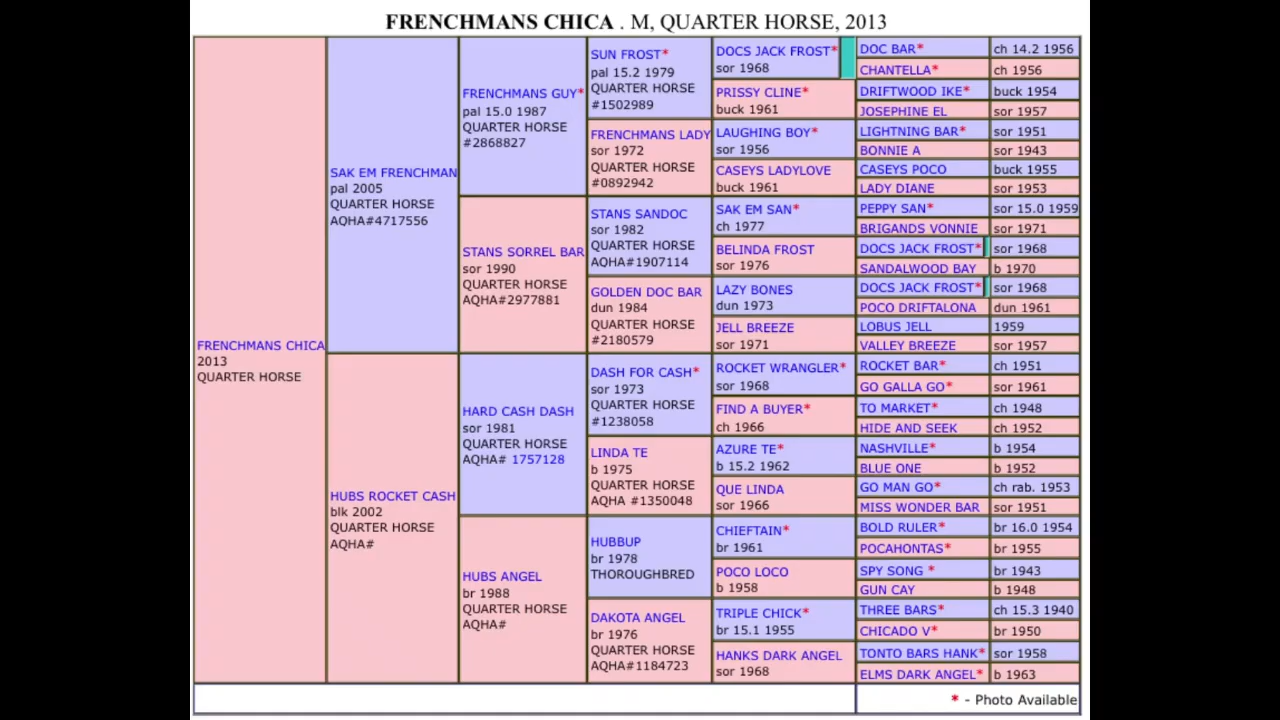 FRENCHMANS CHICA . M, QUARTER HORSE, 2013
FRENCHMANS CHICA
2013
QUARTER HORSE
SAK EM FRENCHMAN
pal 2005
QUARTER HORSE
AQHA#4717556
HUBS ROCKET CASH
blk 2002
QUARTER HORSE
AQHA#
FRENCHMANS GUY*
pal 15.0 1987
QUARTER HORSE
#2868827
STANS SORREL BAR
sor 1990
QUARTER HORSE
AQHA#2977881
HARD CASH DASH
sor 1981
QUARTER HORSE
AQHA# 1757128
HUBS ANGEL
br 1988
QUARTER HORSE
AQHA#
SUN FROST*
pal 15.2 1979
QUARTER HORSE
#1502989
FRENCHMANS LADY
sor 1972
QUARTER HORSE
#0892942
STANS SANDOC
sor 1982
QUARTER HORSE
AQHA#1907114
GOLDEN DOC BAR
dun 1984
QUARTER HORSE
#2180579
DASH FOR CASH*
sor 1973
QUARTER HORSE
#1238058
LINDA TE
b 1975
QUARTER HORSE
AQHA #1350048
HUBBUP
br 1978
THOROUGHBRED
DAKOTA ANGEL
br 1976
QUARTER HORSE
AQHA#1184723
DOCS JACK FROST*
sor 1968
PRISSY CLINE*
buck 1961
LAUGHING BOY*
sor 1956
CASEYS LADYLOVE
buck 1961
SAK EM SAN*
ch 1977
BELINDA FROST
sor 1976
LAZY BONES
dun 1973
JELL BREEZE
sor 1971
ROCKET WRANGLER*
sor 1968
FIND A BUYER*
ch 1966
AZURE TE*
b 15.2 1962
QUE LINDA
sor 1966
CHIEFTAIN*
br 1961
POCO LOCO
b 1958
TRIPLE CHICK*
br 15.1 1955
HANKS DARK ANGEL
sor 1968
DOC BAR* ch 14.2 1956
CHANTELLA* ch 1956
DRIFTWOOD IKE* buck 1954
JOSEPHINE EL sor 1957
LIGHTNING BAR* sor 1951
BONNIE A sor 1943
CASEYS POCO buck 1955
LADY DIANE sor 1953
PEPPY SAN* sor 15.0 1959
BRIGANDS VONNIE sor 1971
DOCS JACK FROST* sor 1968
SANDALWOOD BAY b 1970
DOCS JACK FROST* sor 1968
POCO DRIFTALONA dun 1961
LOBUS JELL 1959
VALLEY BREEZE sor 1957
ROCKET BAR* ch 1951
GO GALLA GO* sor 1961
TO MARKET* ch 1948
HIDE AND SEEK ch 1952
NASHVILLE* b 1954
BLUE ONE b 1952
GO MAN GO* ch rab. 1953
MISS WONDER BAR sor 1951
BOLD RULER* br 16.0 1954
POCAHONTAS* br 1955
SPY SONG * br 1943
GUN CAY b 1948
THREE BARS* ch 15.3 1940
CHICADO V* br 1950
TONTO BARS HANK* sor 1958
ELMS DARK ANGEL* b 1963
* - Photo Available